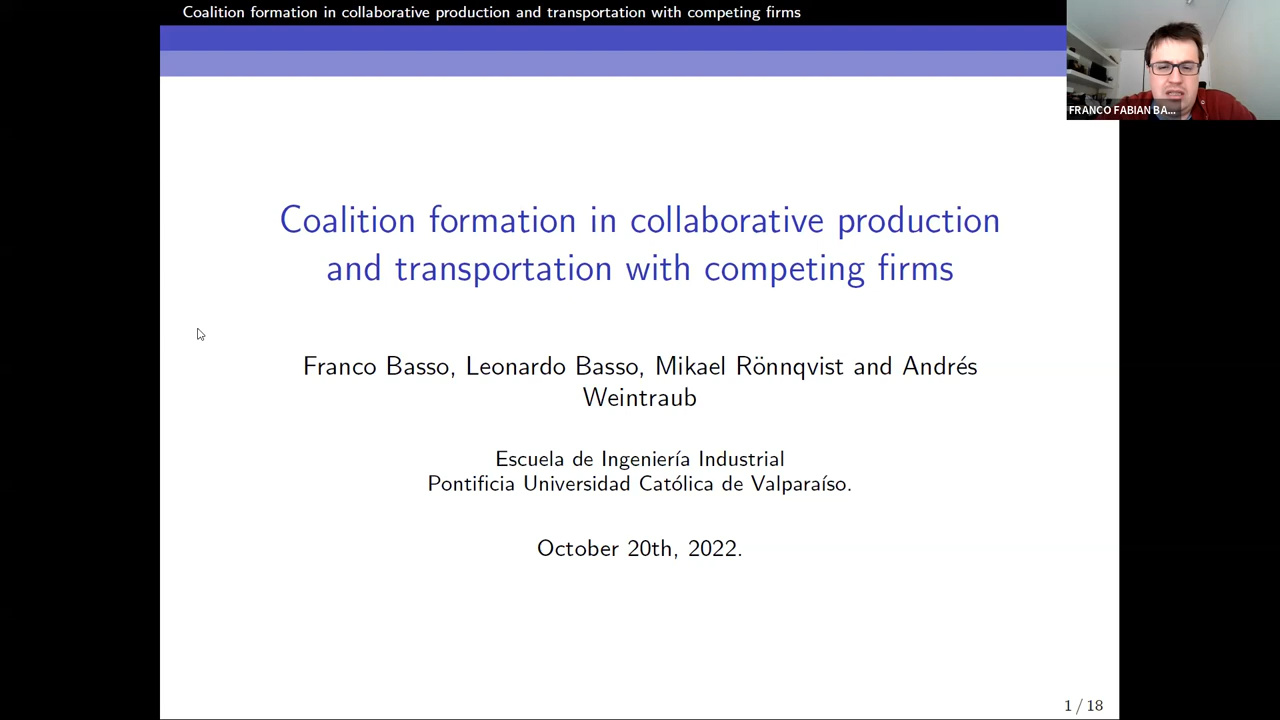 Coalition formation in collaborative production and transportation with competing firms
FRANCO FABIAN BA...
Coalition formation in collaborative production
and transportation with competing firms
Franco Basso, Leonardo Basso, Mikael Rönnqvist and Andrés
Weintraub
Escuela de Ingeniería Industrial
Pontificia Universidad Católica de Valparaíso.
October 20th, 2022.
1 / 18